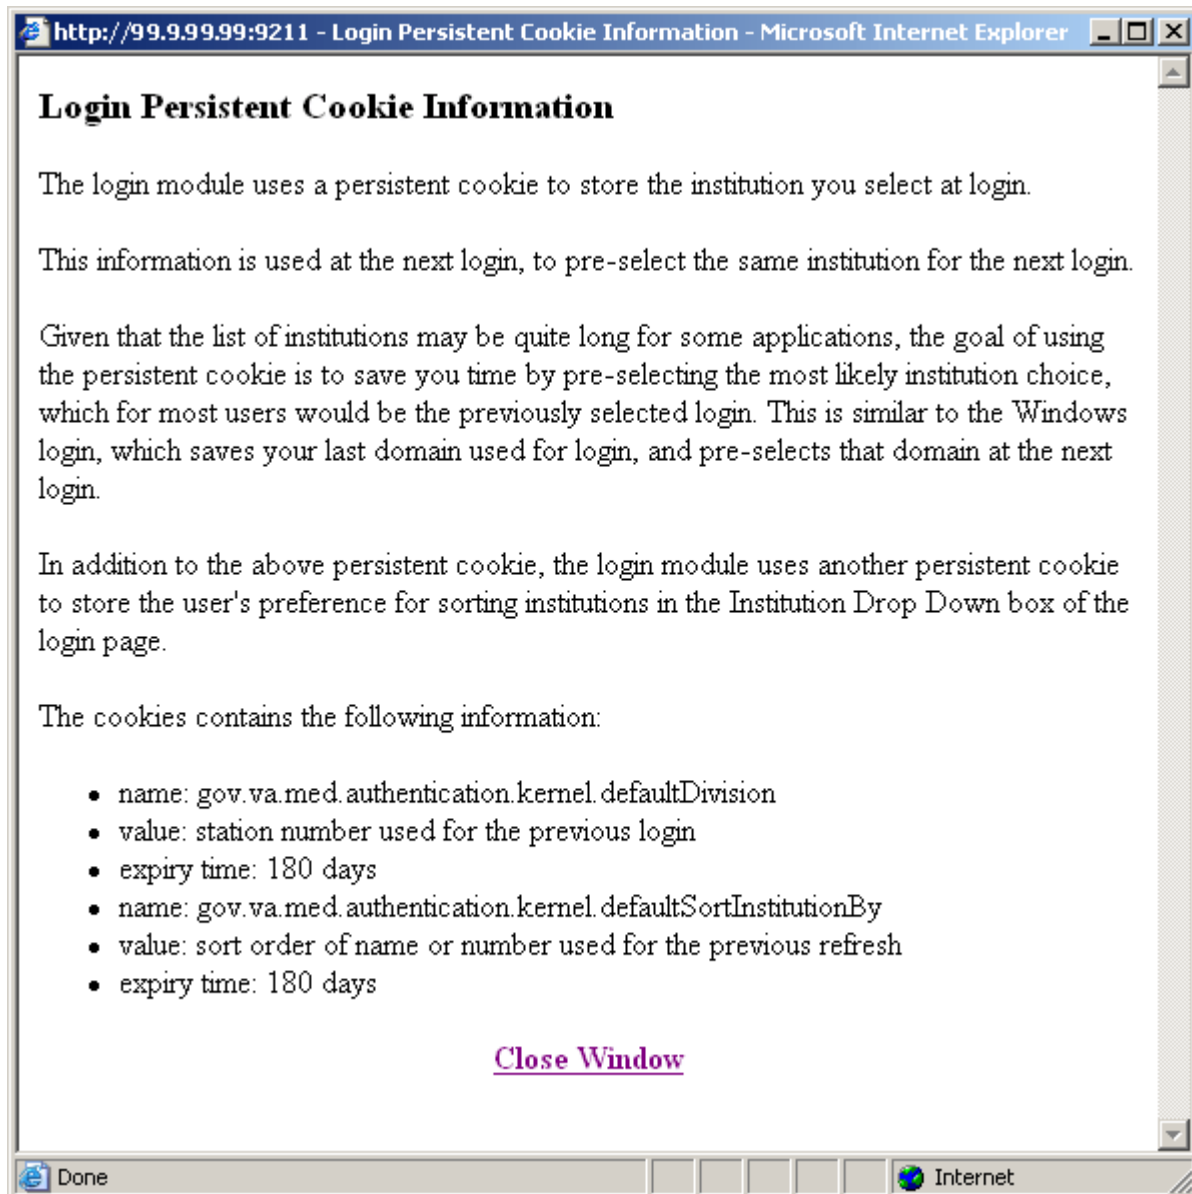 http://99.9.99.99:9211 - Login Persistent Cookie Information - Microsoft Internet Explorer
Login Persistent Cookie Information
The login module uses a persistent cookie to store the institution you select at login.
This information is used at the next login, to pre-select the same institution for the next login.
Given that the list of institutions may be quite long for some applications, the goal of using
the persistent cookie is to save you time by pre-selecting the most likely institution choice,
which for most users would be the previously selected login. This is similar to the Windows
login, which saves your last domain used for login, and pre-selects that domain at the next
login.
In addition to the above persistent cookie, the login module uses another persistent cookie
to store the user's preference for sorting institutions in the Institution Drop Down box of the
login page.
The cookies contains the following information:
• name: gov.va.med.authentication.kernel.defaultDivision
• value: station number used for the previous login
• expiry time: 180 days
• name: gov.va.med.authentication.kernel.defaultSortInstitutionBy
• value: sort order of name or number used for the previous refresh
• expiry time: 180 days
Close Window
Done
Internet